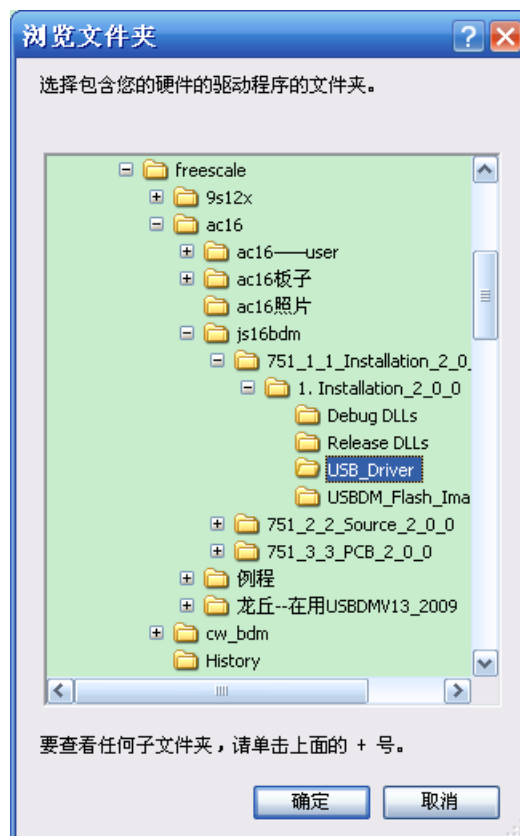 浏览文件夹
选择包含您的硬件的驱动程序的文件夹。
freescale
9s12x
ac16
ac16——user
ac16板子
ac16照片
js16bdm
751_1_1_Installation_2_0_
1. Installation_2_0_0
Debug DLLs
Release DLLs
USB_Driver
USBDM_Flash_Ima
751_2_2_Source_2_0_0
751_3_3_PCB_2_0_0
例程
龙丘--在用USBDMV13_2009
cw_bdm
History
要查看任何子文件夹，请单击上面的 + 号。
确定 取消